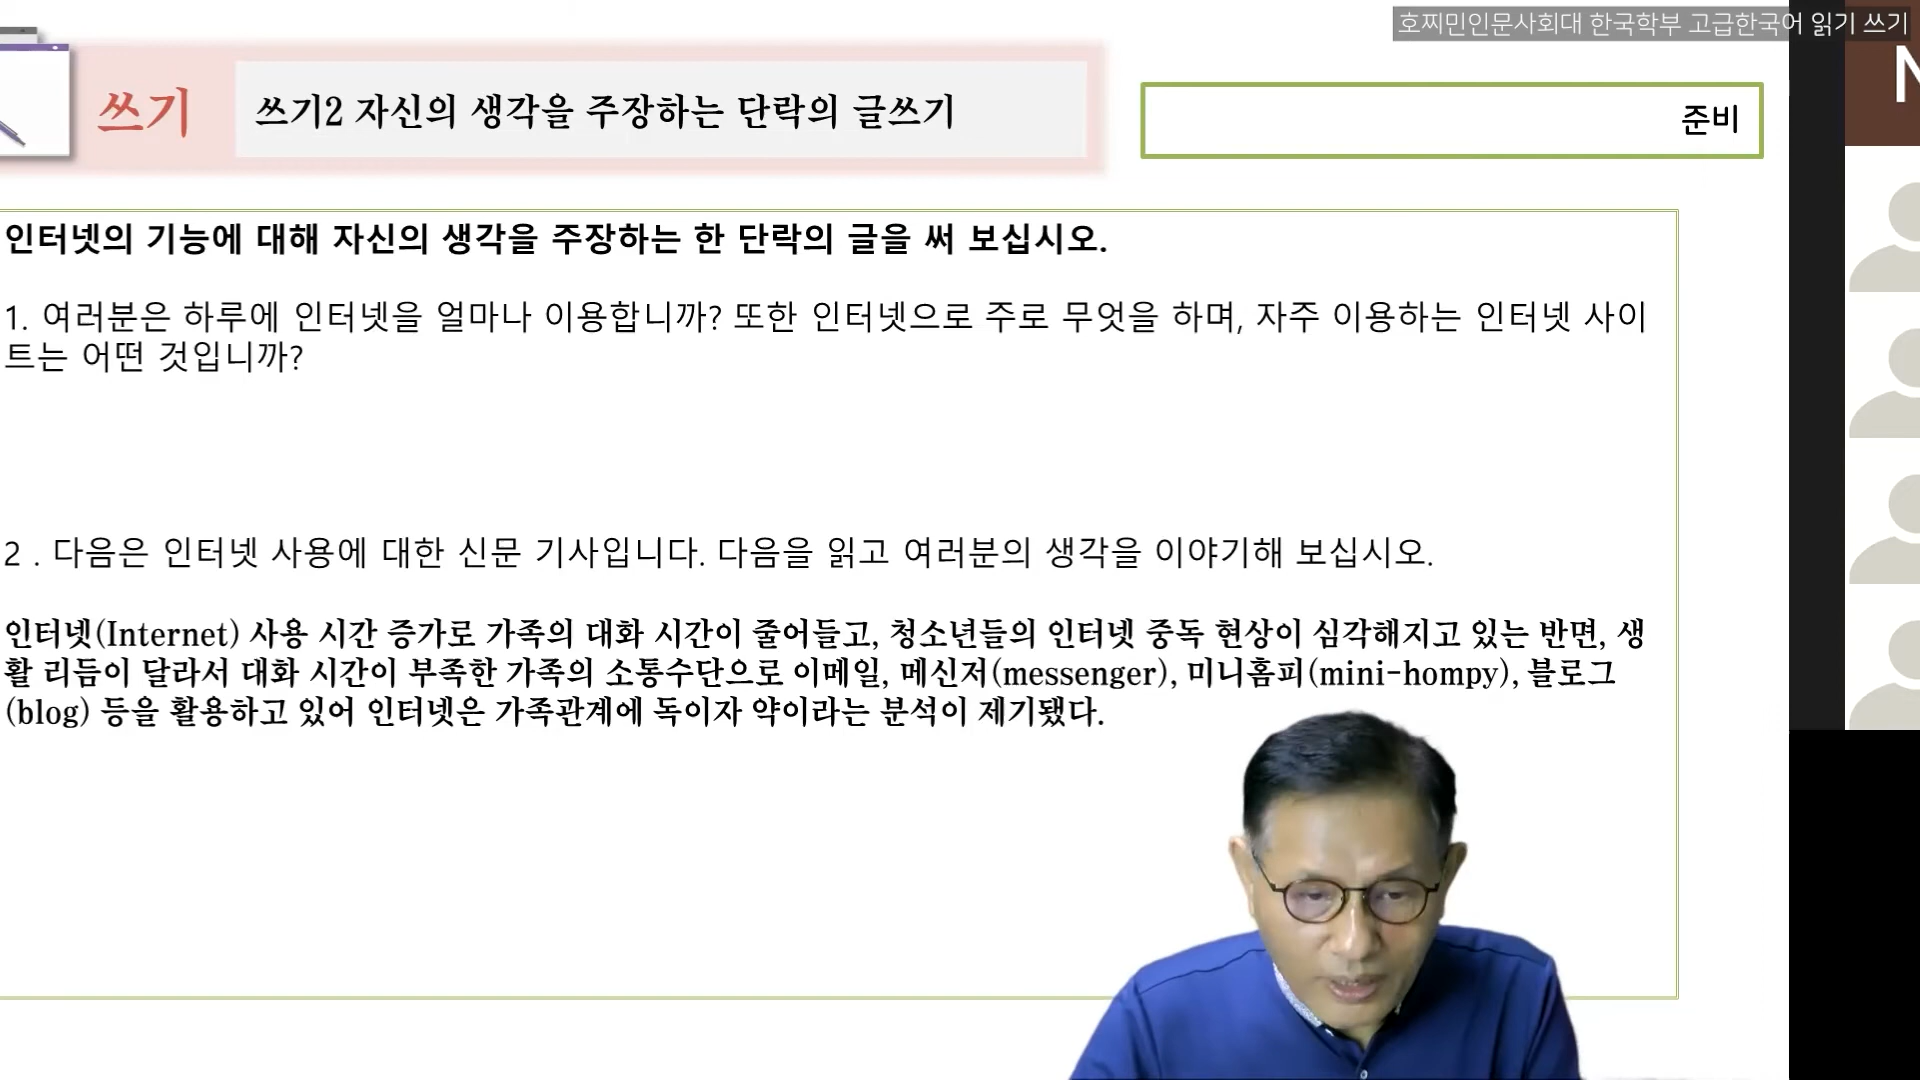 호찌민인문사회대 한국학부 고급한국어 읽기 쓰기
쓰기
쓰기2 자신의 생각을 주장하는 단락의 글쓰기
준비
인터넷의 기능에 대해 자신의 생각을 주장하는 한 단락의 글을 써 보십시오.
1. 여러분은 하루에 인터넷을 얼마나 이용합니까? 또한 인터넷으로 주로 무엇을 하며, 자주 이용하는 인터넷 사이
트는 어떤 것입니까?
2 . 다음은 인터넷 사용에 대한 신문 기사입니다. 다음을 읽고 여러분의 생각을 이야기해 보십시오.
인터넷(Internet) 사용 시간 증가로 가족의 대화 시간이 줄어들고, 청소년들의 인터넷 중독 현상이 심각해지고 있는 반면, 생
활 리듬이 달라서 대화 시간이 부족한 가족의 소통수단으로 이메일, 메신저(messenger), 미니홈피(mini-hompy), 블로그
(blog) 등을 활용하고 있어 인터넷은 가족관계에 독이자 약이라는 분석이 제기됐다.